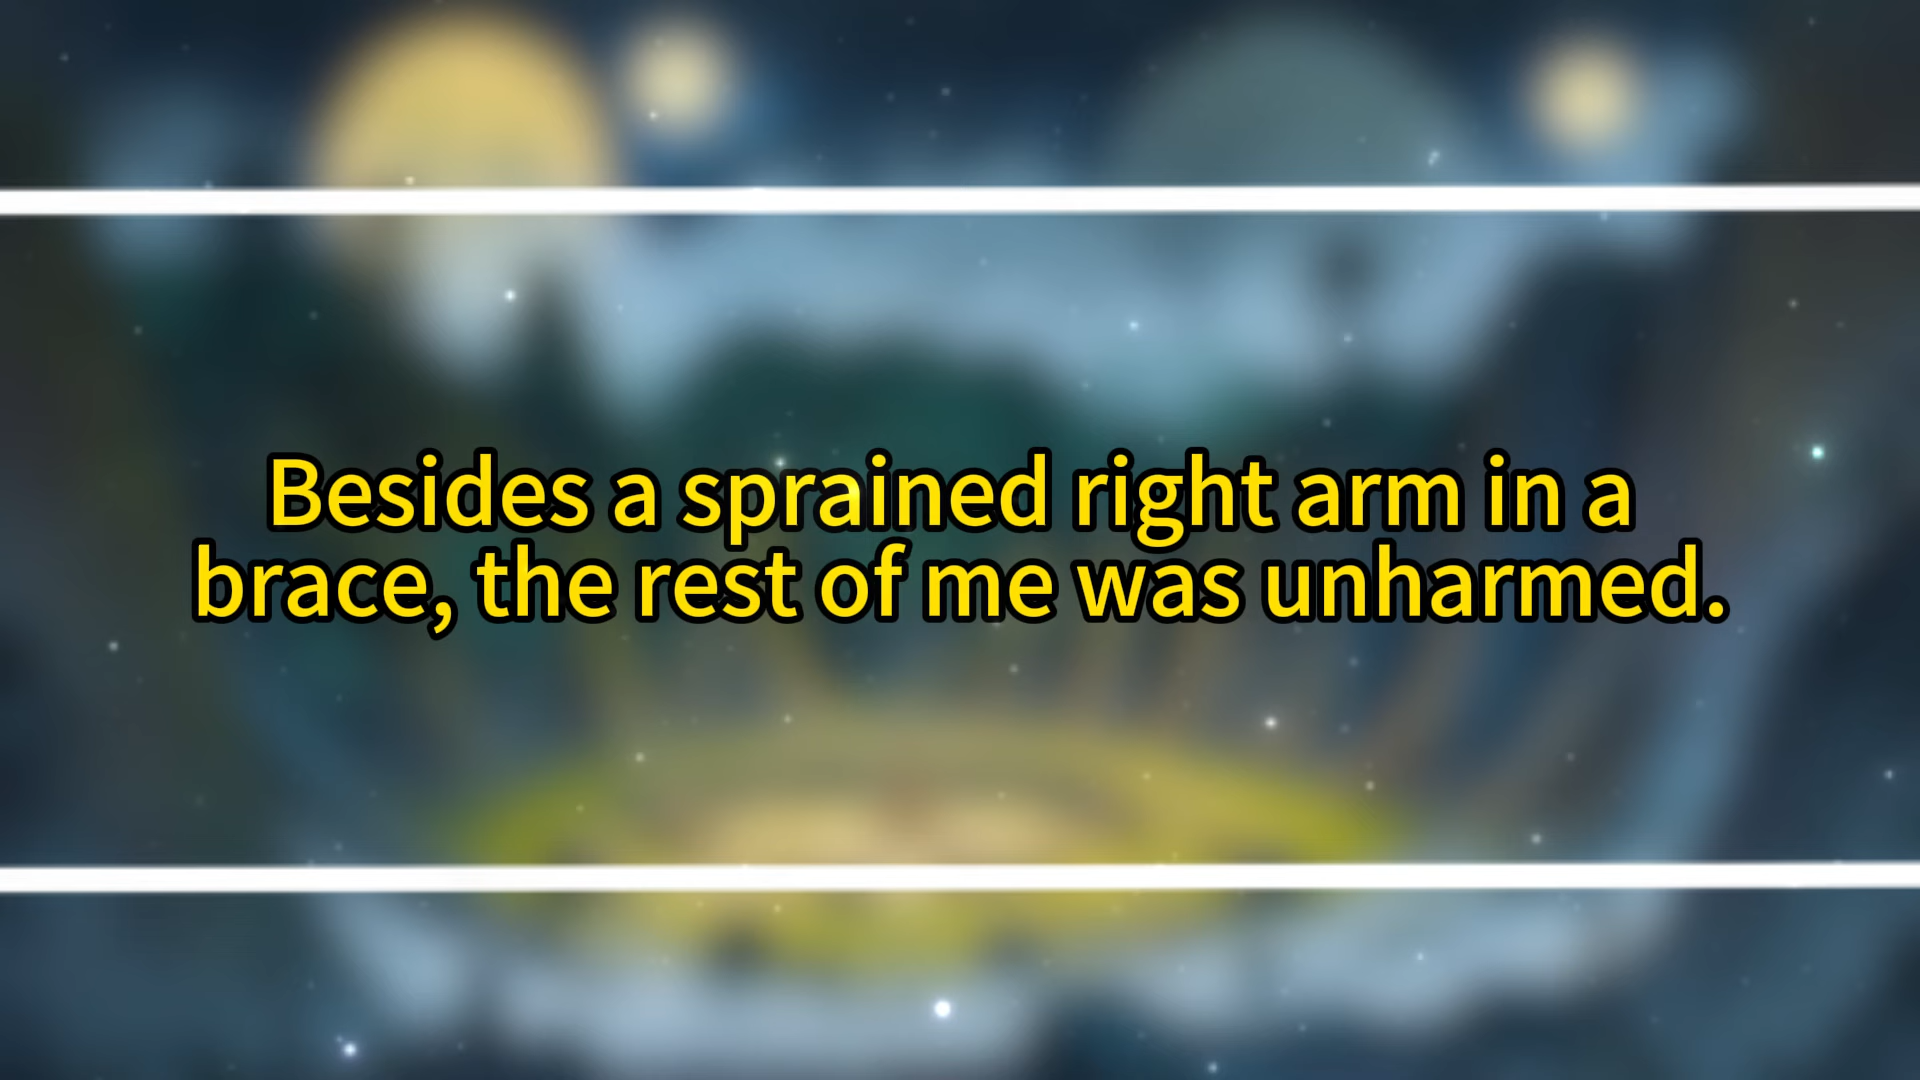 Besides a sprained right arm in a
brace, the rest of me was unharmed.